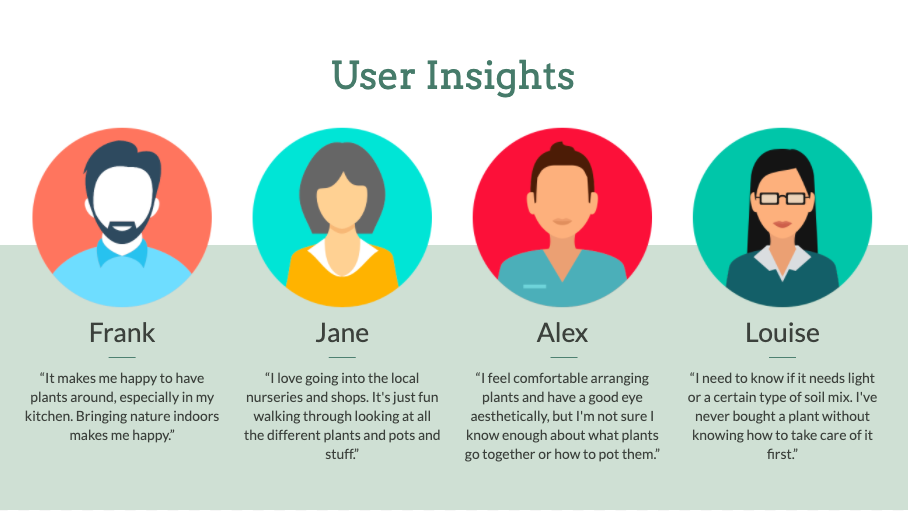 User Insights
Frank
“It makes me happy to have
plants around, especially in my
kitchen. Bringing nature indoors
makes me happy.”
Jane
“I love going into the local
nurseries and shops. It's just fun
walking through looking at all
the different plants and pots and
stuff.”
Alex
“I feel comfortable arranging
plants and have a good eye
aesthetically, but I'm not sure I
know enough about what plants
go together or how to pot them.”
Louise
“I need to know if it needs light
or a certain type of soil mix. I've
never bought a plant without
knowing how to take care of it
first.”